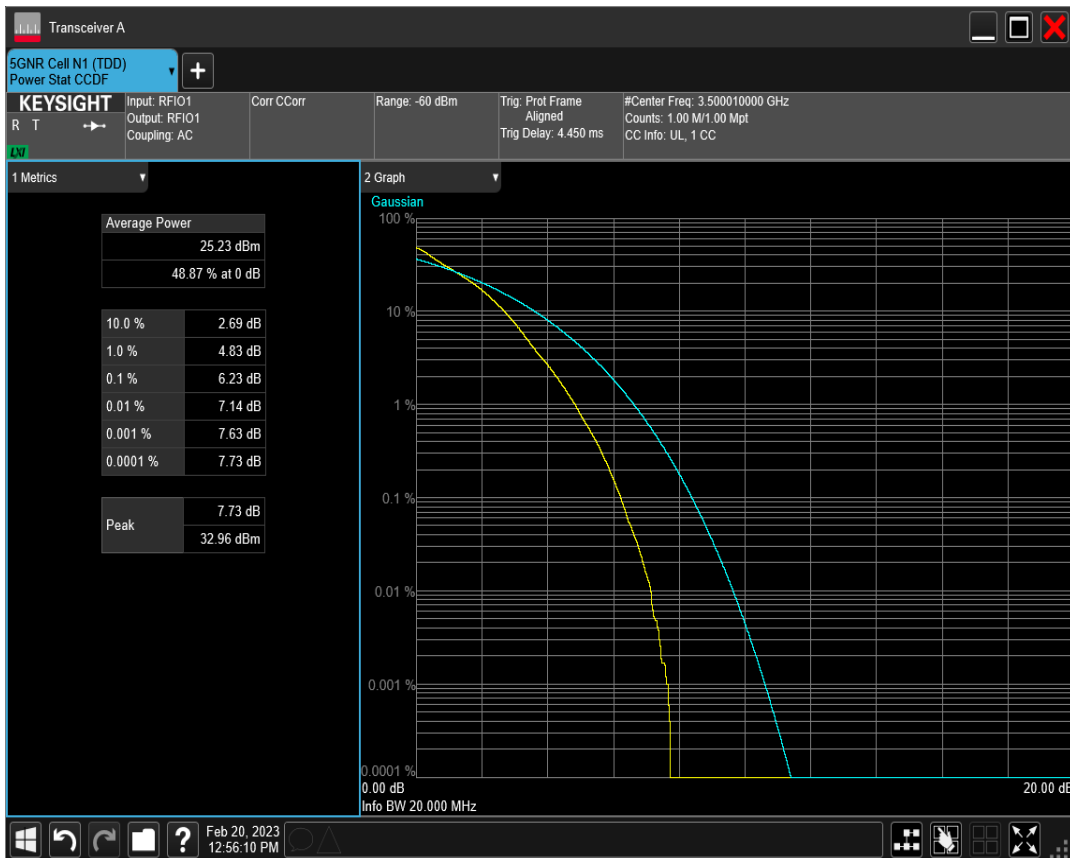 Transceiver A
5GNR Cell N1 (TDD)
Power Stat CCDF
+
KEYSIGHT
R T
LXI
Input: RFIO1
Output: RFIO1
Coupling: AC
Corr CCorr
Range: -60 dBm
Trig: Prot Frame
Aligned
Trig Delay: 4.450 ms
#Center Freq: 3.500010000 GHz
Counts: 1.00 M/1.00 Mpt
CC Info: UL, 1 CC
1 Metrics
Average Power
25.23 dBm
48.87 % at 0 dB
10.0 % 2.69 dB
1.0 % 4.83 dB
0.1 % 6.23 dB
0.01 % 7.14 dB
0.001 % 7.63 dB
0.0001 % 7.73 dB
Peak
7.73 dB
32.96 dBm
2 Graph
Gaussian
100 %
10 %
1 %
0.1 %
0.01 %
0.001 %
0.0001 %
0.00 dB 20.00 dB
Info BW 20.000 MHz
?
Feb 20, 2023
12:56:10 PM